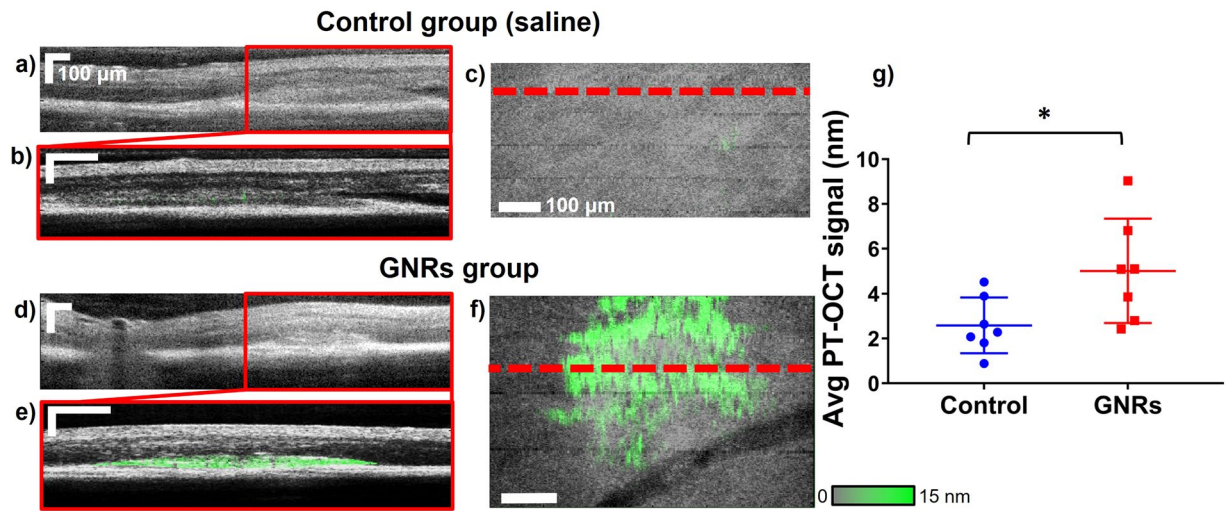 Control group (saline)
a)
100 µm
b)
c)
100 µm
GNRs group
d)
e)
f)
g)
*
Avg PT-OCT signal (nm)
10
8
6
4
2
0
Control
GNRs
0
15 nm